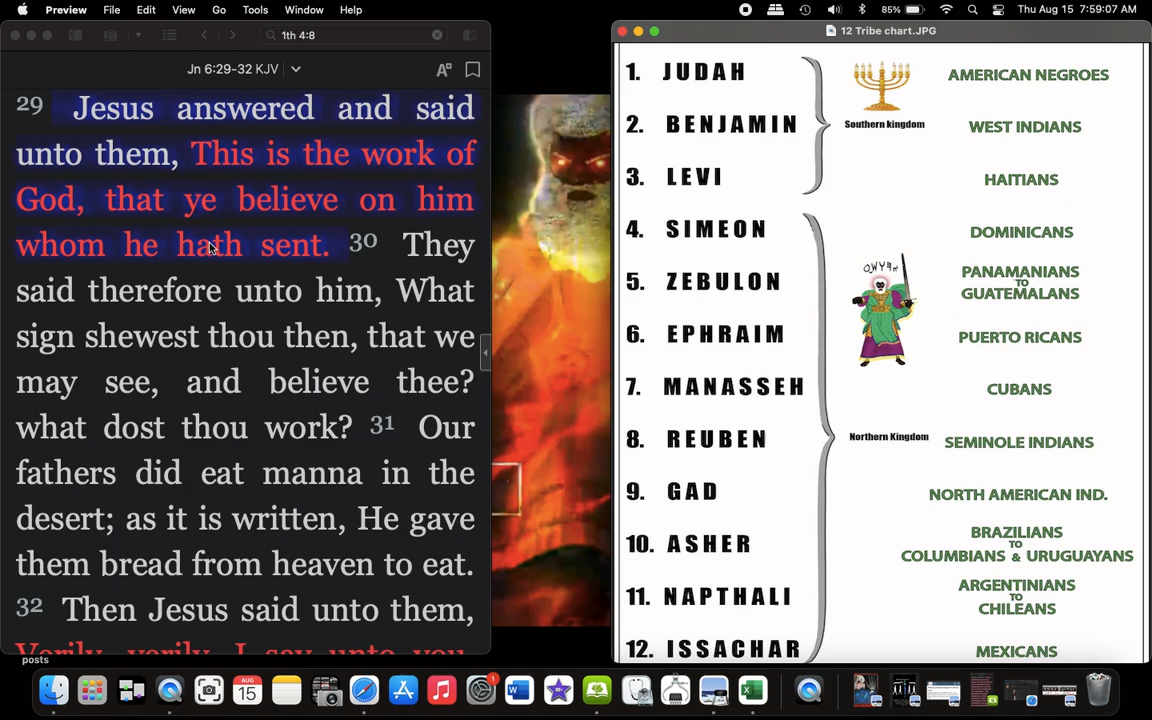 Preview File Edit View Go Tools Window Help
85% Thu Aug 15 7:59:07 AM
1th 4:8
Jn 6:29-32 KJV
29 Jesus answered and said
unto them, This is the work of
God, that ye believe on him
whom he hath sent. 30 They
said therefore unto him, What
sign shewest thou then, that we
may see, and believe thee?
what dost thou work? 31 Our
fathers did eat manna in the
desert; as it is written, He gave
them bread from heaven to eat.
32 Then Jesus said unto them,
Verily, verily, I say unto you,
posts
12 Tribe chart.JPG
1. JUDAH
2. BENJAMIN
3. LEVI
4. SIMEON
5. ZEBULON
6. EPHRAIM
7. MANASSEH
8. REUBEN
9. GAD
10. ASHER
11. NAPTHALI
12. ISSACHAR
Southern kingdom
Northern Kingdom
AMERICAN NEGROES
WEST INDIANS
HAITIANS
DOMINICANS
PANAMANIANS
TO
GUATEMALANS
PUERTO RICANS
CUBANS
SEMINOLE INDIANS
NORTH AMERICAN IND.
BRAZILIANS
TO
COLUMBIANS & URUGUAYANS
ARGENTINIANS
TO
CHILEANS
MEXICANS
AUG
15
1